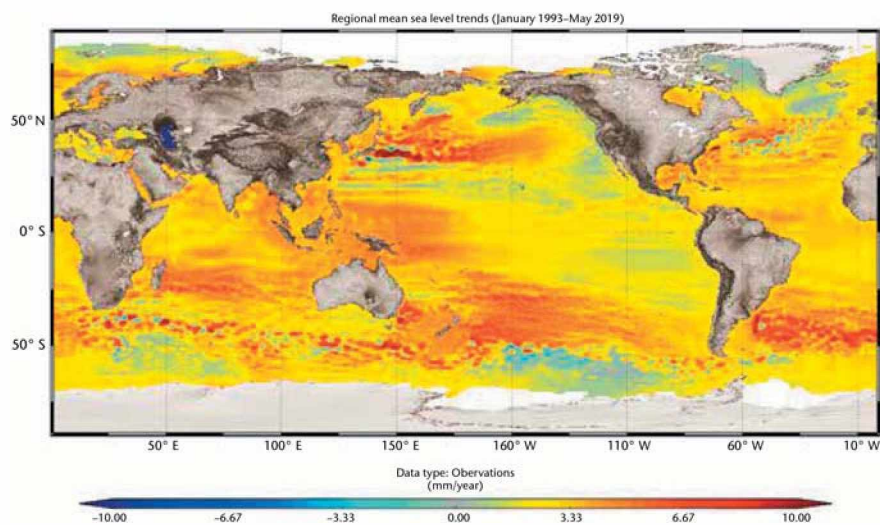 Regional mean sea level trends (January 1993–May 2019)
50° N
0° S
50° S
50° E 100° E 150° E 160° W 110° W 60° W 10° W
Data type: Obervations
(mm/year)
–10.00 –6.67 –3.33 0.00 3.33 6.67 10.00